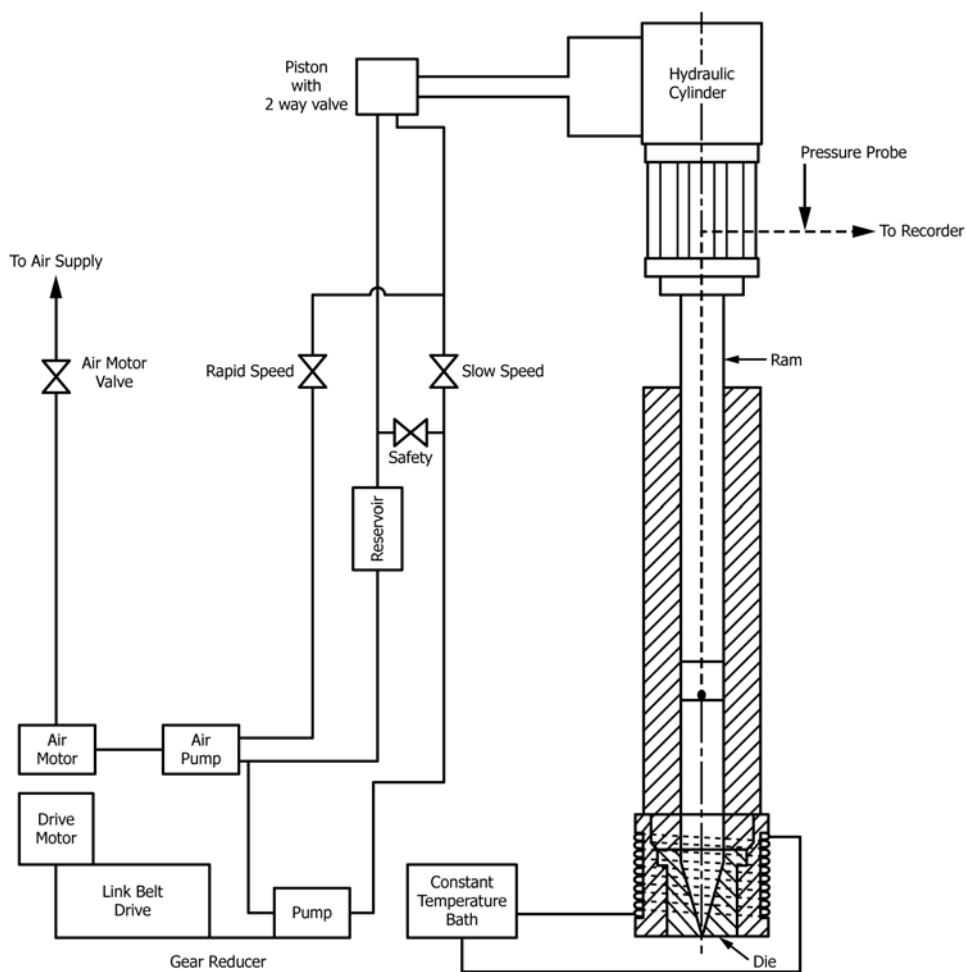 Piston
with
2 way valve
Hydraulic
Cylinder
Pressure Probe
To Recorder
To Air Supply
Air Motor
Valve
Rapid Speed
Slow Speed
Ram
Safety
Reservoir
Air
Motor
Air
Pump
Drive
Motor
Link Belt
Drive
Pump
Constant
Temperature
Bath
Gear Reducer
Die